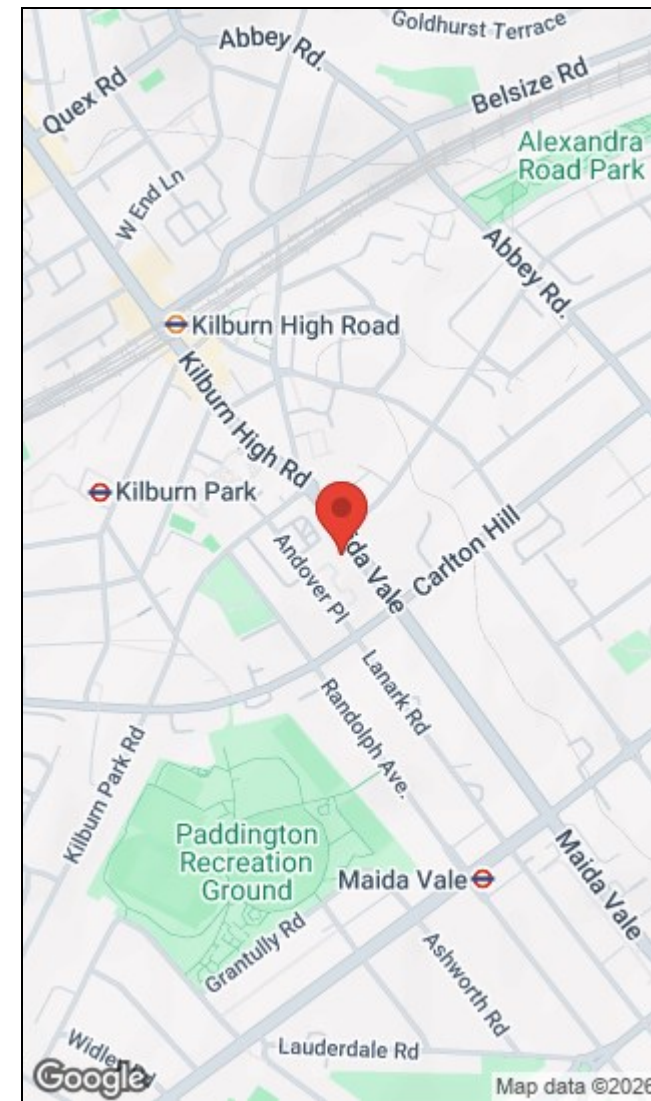 Goldhurst Terrace
Abbey Rd.
Belsize Rd
Quex Rd
Alexandra
Road Park
W End Ln
Abbey Rd.
Kilburn High Road
Kilburn High Rd
Kilburn Park
Maida Vale
Carlton Hill
Andover Pl
Lanark Rd
Randolph Ave.
Kilburn Park Rd
Paddington
Recreation
Ground
Maida Vale
Maida Vale
Grantully Rd
Ashworth Rd
Lauderdale Rd
Google
Map data ©2026